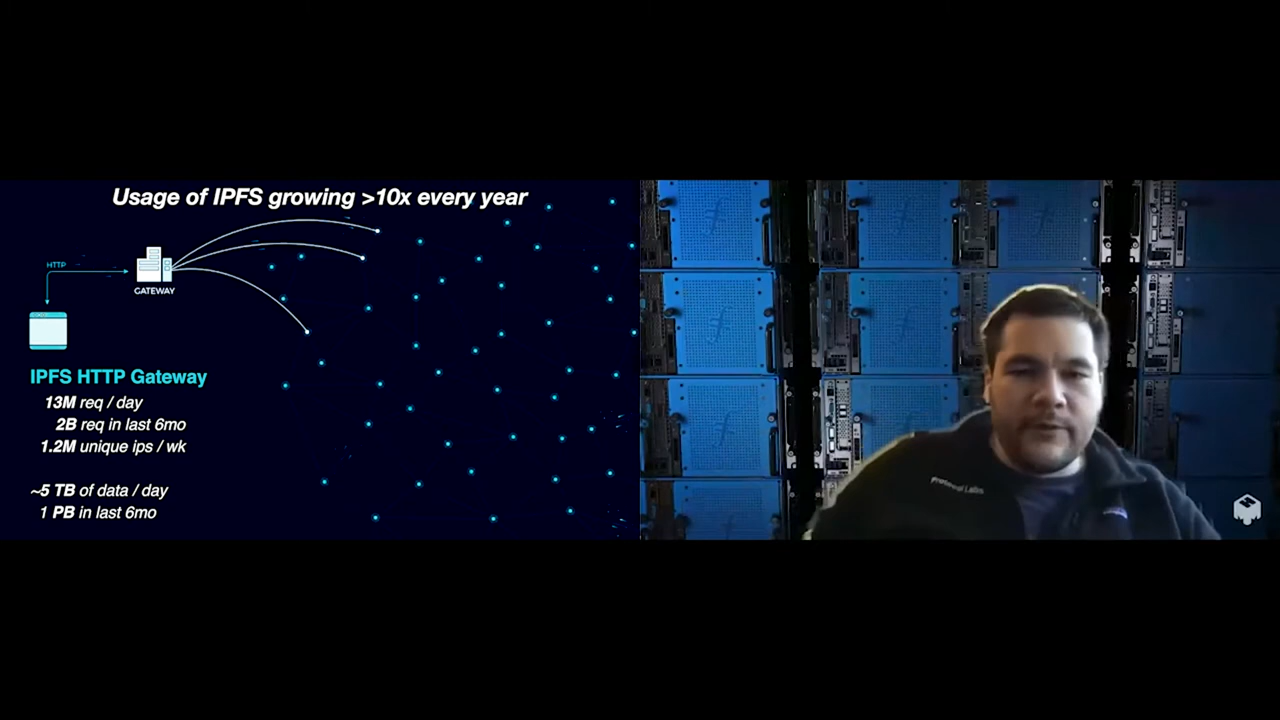 Usage of IPFS growing >10x every year
HTTP
GATEWAY
IPFS HTTP Gateway
13M req / day
2B req in last 6mo
1.2M unique ips / wk
~5 TB of data / day
1 PB in last 6mo
Protocol Labs